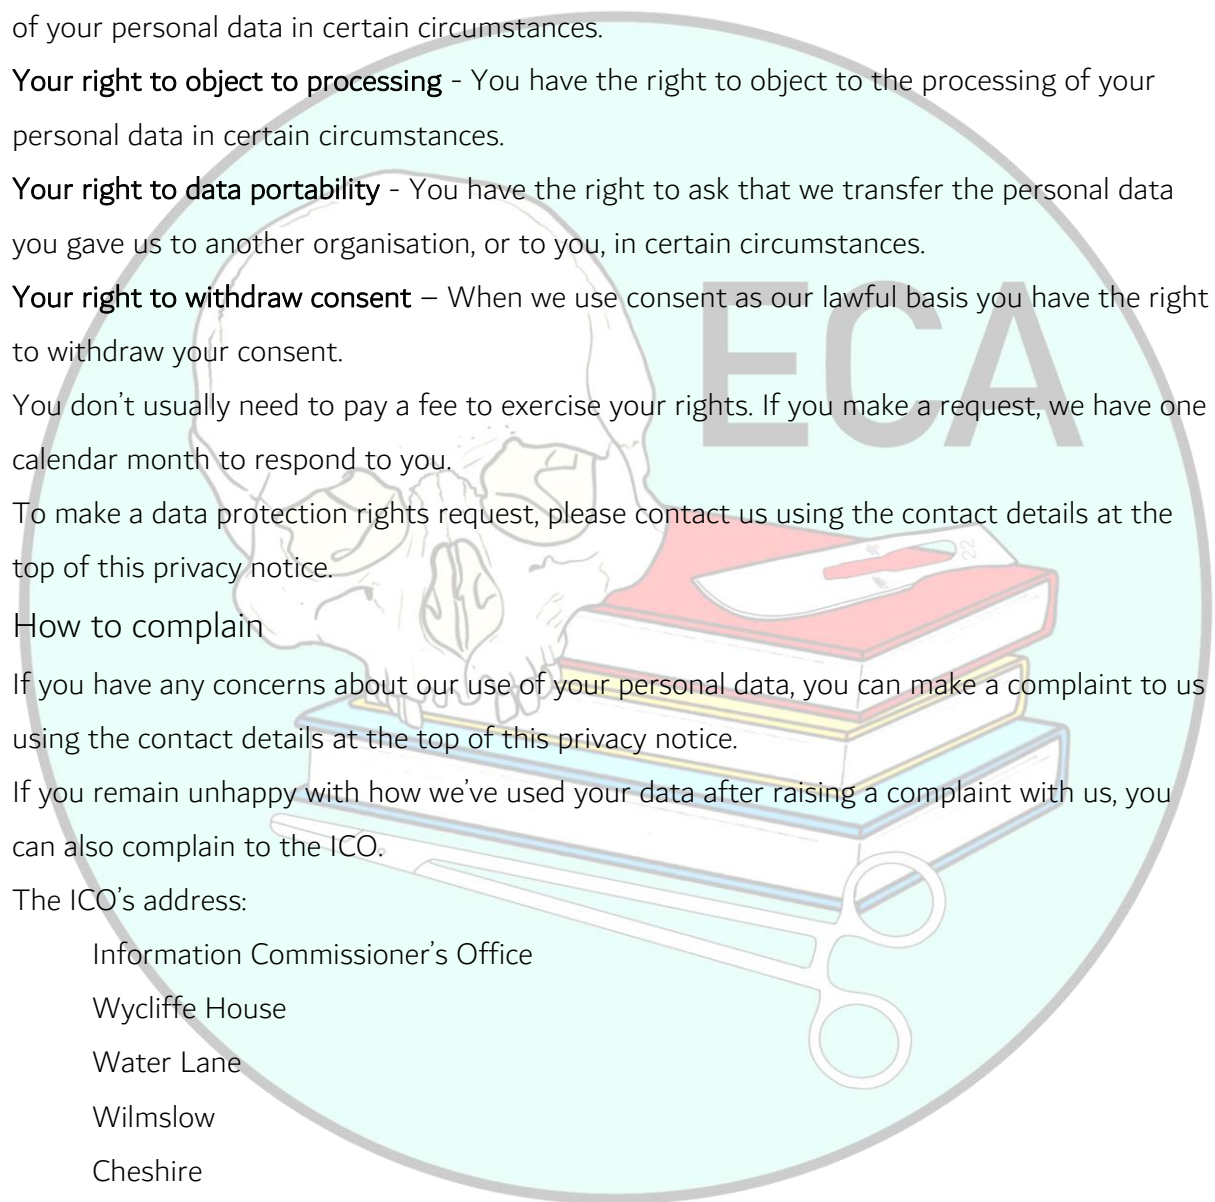 of your personal data in certain circumstances.
Your right to object to processing - You have the right to object to the processing of your
personal data in certain circumstances.
Your right to data portability - You have the right to ask that we transfer the personal data
you gave us to another organisation, or to you, in certain circumstances.
Your right to withdraw consent – When we use consent as our lawful basis you have the right
to withdraw your consent.
You don’t usually need to pay a fee to exercise your rights. If you make a request, we have one
calendar month to respond to you.
To make a data protection rights request, please contact us using the contact details at the
top of this privacy notice.
How to complain
If you have any concerns about our use of your personal data, you can make a complaint to us
using the contact details at the top of this privacy notice.
If you remain unhappy with how we’ve used your data after raising a complaint with us, you
can also complain to the ICO.
The ICO’s address:
Information Commissioner’s Office
Wycliffe House
Water Lane
Wilmslow
Cheshire
ECA
22